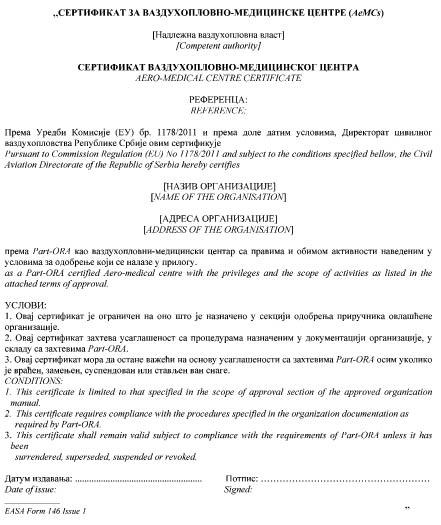 „СЕРТИФИКАТ ЗА ВАЗДУХОПЛОВНО-МЕДИЦИНСКЕ ЦЕНТРЕ (AeMCs)
[Надлежна ваздухопловна власт]
[Competent authority]
СЕРТИФИКАТ ВАЗДУХОПЛОВНО-МЕДИЦИНСКОГ ЦЕНТРА
AERO-MEDICAL CENTRE CERTIFICATE
РЕФЕРЕНЦА:
REFERENCE:
Према Уредби Комисије (ЕУ) бр. 1178/2011 и према доле датим условима, Директорат цивилног
ваздухопловства Републике Србије овим сертификује
Pursuant to Commission Regulation (EU) No 1178/2011 and subject to the conditions specified bellow, the Civil
Aviation Directorate of the Republic of Serbia hereby certifies
[НАЗИВ ОРГАНИЗАЦИЈЕ]
[NAME OF THE ORGANISATION]
[АДРЕСА ОРГАНИЗАЦИЈЕ]
[ADDRESS OF THE ORGANISATION]
према Part-ORA као ваздухопловни-медицински центар са правима и обимом активности наведеним у
условима за одобрење који се налазе у прилогу.
as a Part-ORA certified Aero-medical centre with the privileges and the scope of activities as listed in the
attached terms of approval.
УСЛОВИ:
1. Овај сертификат је ограничен на оно што је назначено у секцији одобрења приручника овлашћене
организације.
2. Овај сертификат захтева усаглашеност са процедурама назначеним у документацији организације, у
складу са захтевима Part-ORA.
3. Овај сертификат мора да остане важећи на основу усаглашености са захтевима Part-ORA осим уколико
је враћен, замењен, суспендован или стављен ван снаге.
CONDITIONS:
1. This certificate is limited to that specified in the scope of approval section of the approved organization
manual.
2. This certificate requires compliance with the procedures specified in the organization documentation as
required by Part-ORA.
3. This certificate shall remain valid subject to compliance with the requirements of Part-ORA unless it has
been
surrendered, superseded, suspended or revoked.
Датум издавања: ........................................................ Потпис: ……………………………………
Date of issue: Signed:
EASA Form 146 Issue 1 ”